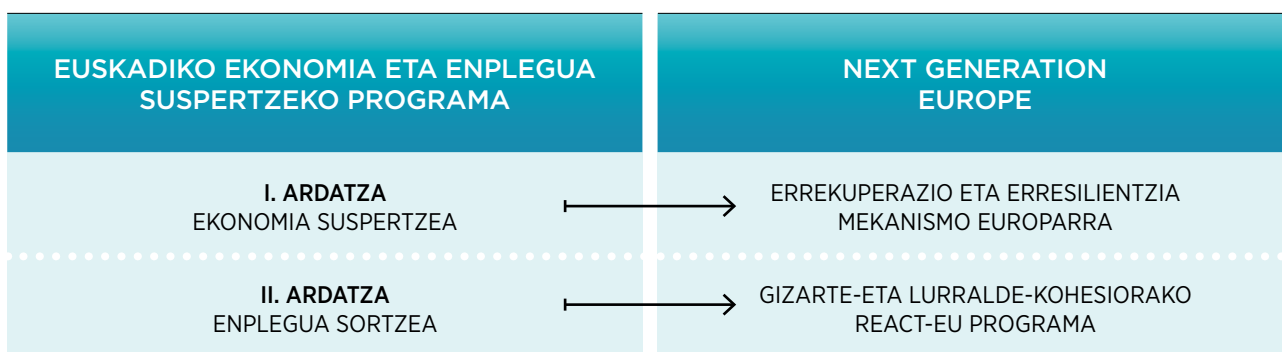 EUSKADIKO EKONOMIA ETA ENPLEGUA
SUSPERTZEKO PROGRAMA
NEXT GENERATION
EUROPE
I. ARDATZA
EKONOMIA SUSPERTZEA
ERREKUPERAZIO ETA ERRESILIENTZIA
MEKANISMO EUROPARRA
II. ARDATZA
ENPLEGUA SORTZEA
GIZARTE-ETA LURRALDE-KOHESIORAKO
REACT-EU PROGRAMA